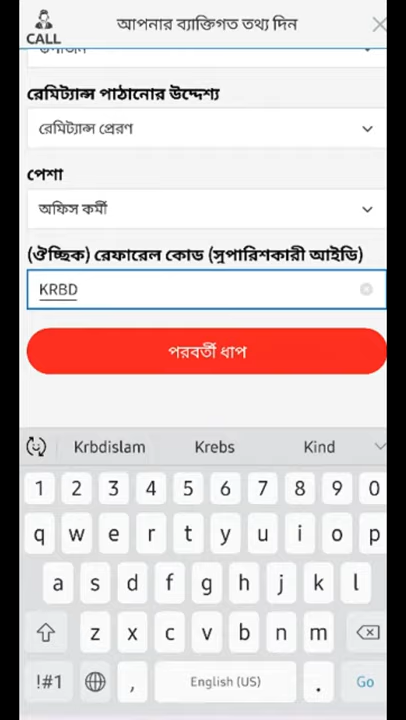 CALL
আপনার ব্যাক্তিগত তথ্য দিন
রেমিট্যান্স পাঠানোর উদ্দেশ্য
রেমিট্যান্স প্রেরণ
পেশা
অফিস কর্মী
(ঐচ্ছিক) রেফারেল কোড (সুপারিশকারী আইডি)
KRBD
পরবর্তী ধাপ
Krbdislam Krebs Kind
1 2 3 4 5 6 7 8 9 0
q w e r t y u i o p
a s d f g h j k l
z x c v b n m
!#1 , English (US) . Go